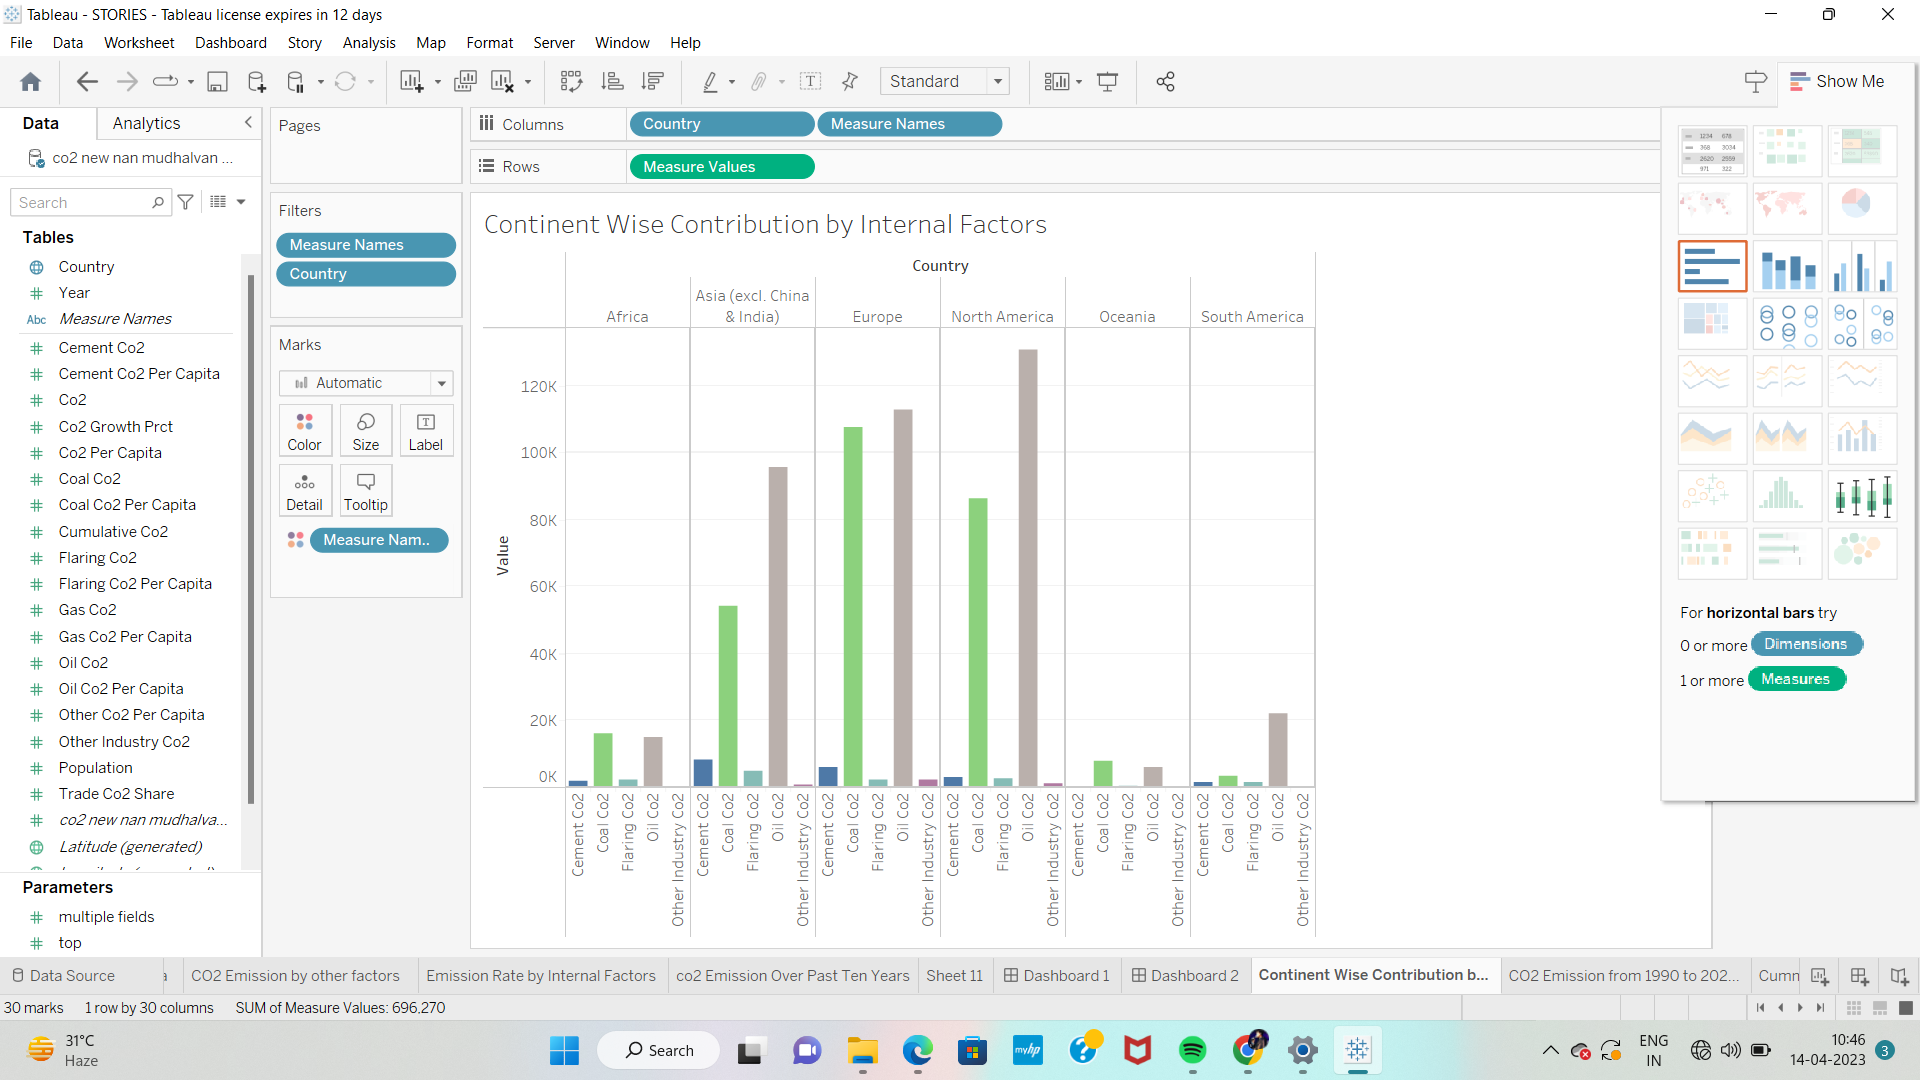 Tableau - STORIES - Tableau license expires in 12 days
File Data Worksheet Dashboard Story Analysis Map Format Server Window Help
Standard
Show Me
Data Analytics
co2 new nan mudhalvan ...
Search
Tables
Country
Year
Abc Measure Names
Cement Co2
Cement Co2 Per Capita
Co2
Co2 Growth Prct
Co2 Per Capita
Coal Co2
Coal Co2 Per Capita
Cumulative Co2
Flaring Co2
Flaring Co2 Per Capita
Gas Co2
Gas Co2 Per Capita
Oil Co2
Oil Co2 Per Capita
Other Co2 Per Capita
Other Industry Co2
Population
Trade Co2 Share
co2 new nan mudhalva...
Latitude (generated)
Parameters
multiple fields
top
Pages
Filters
Measure Names
Country
Marks
Automatic
Color Size Label
Detail Tooltip
Measure Nam..
Columns Country Measure Names
Rows Measure Values
Continent Wise Contribution by Internal Factors
Country
Africa
Asia (excl. China
& India)
Europe
North America
Oceania
South America
Value
120K
100K
80K
60K
40K
20K
0K
Cement Co2
Coal Co2
Flaring Co2
Oil Co2
Other Industry Co2
Cement Co2
Coal Co2
Flaring Co2
Oil Co2
Other Industry Co2
Cement Co2
Coal Co2
Flaring Co2
Oil Co2
Other Industry Co2
Cement Co2
Coal Co2
Flaring Co2
Oil Co2
Other Industry Co2
Cement Co2
Coal Co2
Flaring Co2
Oil Co2
Other Industry Co2
Cement Co2
Coal Co2
Flaring Co2
Oil Co2
Other Industry Co2
1234 678
368 3034
2620 2559
971 322
For horizontal bars try
0 or more Dimensions
1 or more Measures
Data Source
CO2 Emission by other factors
Emission Rate by Internal Factors
co2 Emission Over Past Ten Years
Sheet 11
Dashboard 1
Dashboard 2
Continent Wise Contribution b...
CO2 Emission from 1990 to 202...
Cumn
30 marks 1 row by 30 columns SUM of Measure Values: 696,270
31°C
Haze
Search
myhp
ENG
IN
10:46
14-04-2023
3